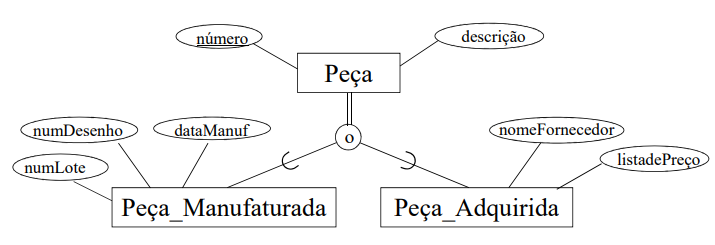 número
descrição
Peça
o
numDesenho
dataManuf
nomeFornecedor
numLote
listadePreço
Peça_Manufaturada
Peça_Adquirida